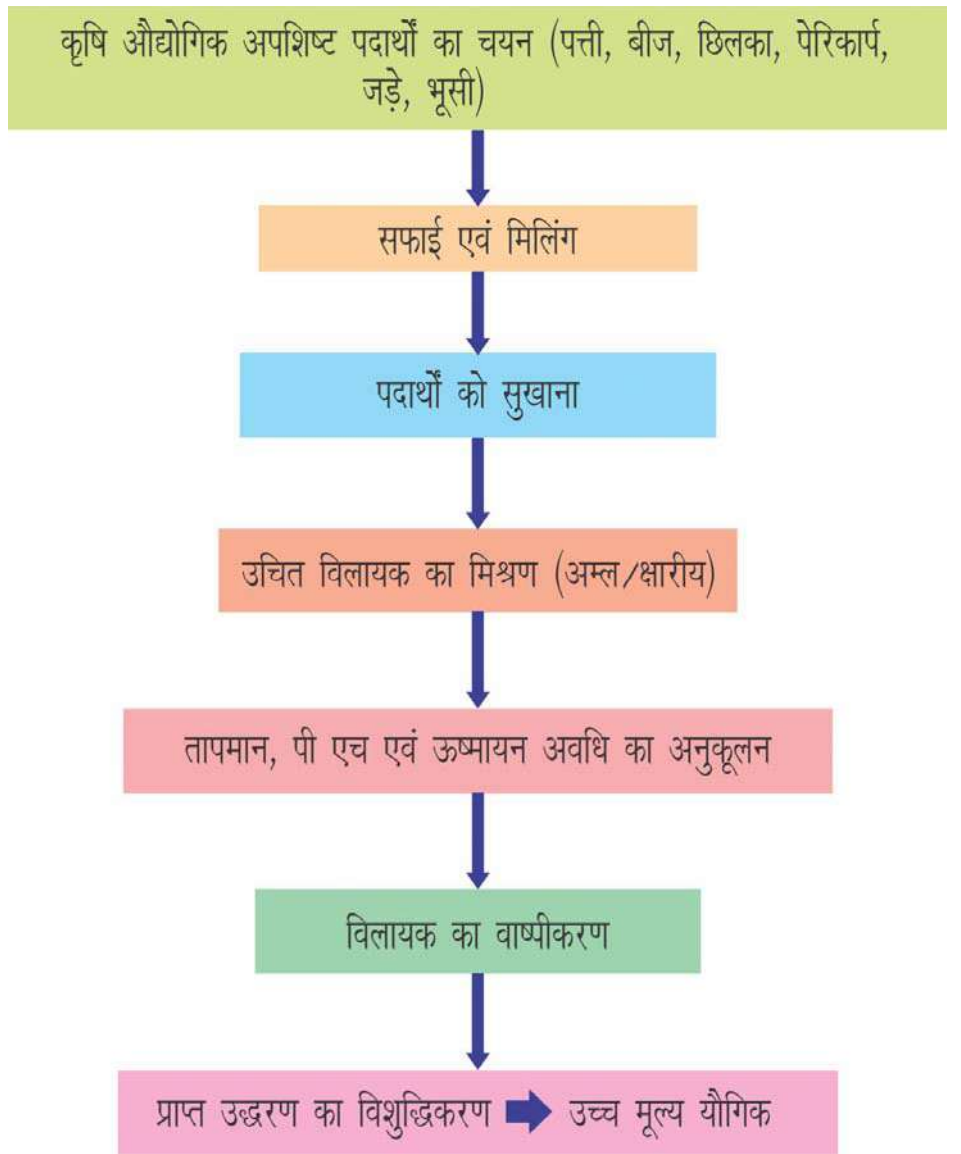 कृषि औद्योगिक अपशिष्ट पदार्थों का चयन (पत्ती, बीज, छिलका, पेरिकार्प,
जड़े, भूसी)
सफाई एवं मिलिंग
पदार्थों को सुखाना
उचित विलायक का मिश्रण (अम्ल/क्षारीय)
तापमान, पी एच एवं ऊष्मायन अवधि का अनुकूलन
विलायक का वाष्पीकरण
प्राप्त उद्धरण का विशुद्धिकरण उच्च मूल्य यौगिक